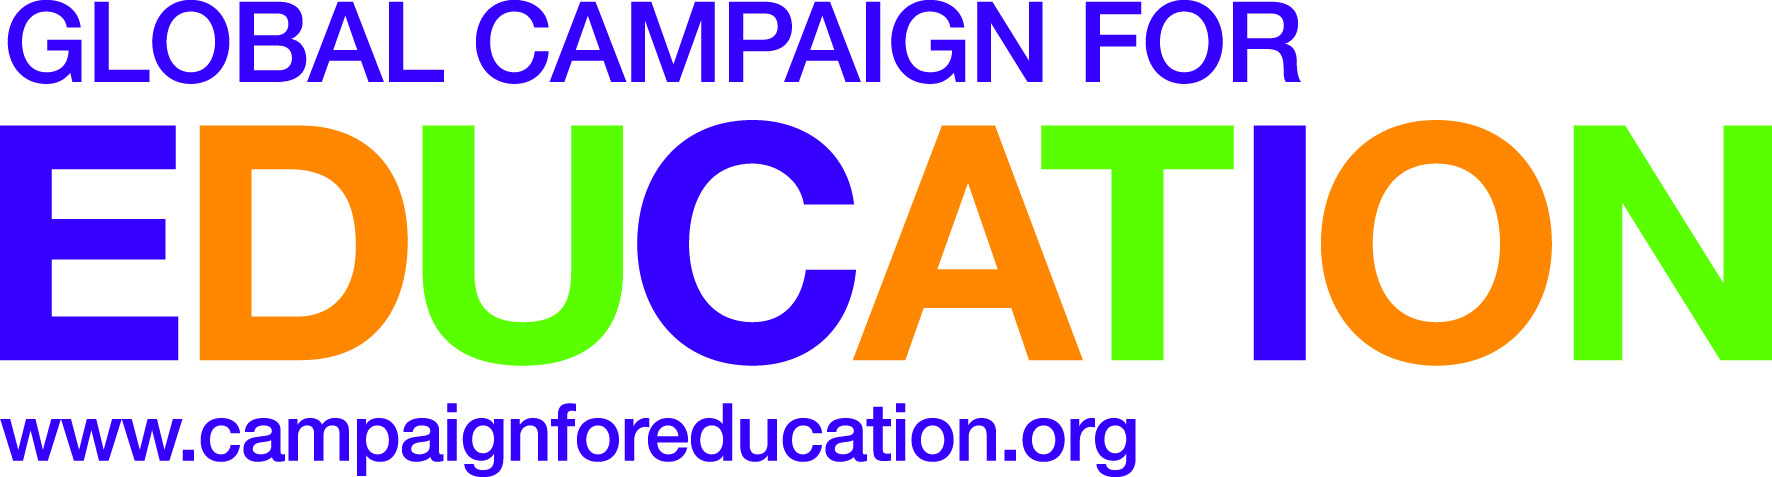 GLOBAL CAMPAIGN FOR
EDUCATION
www.campaignforeducation.org